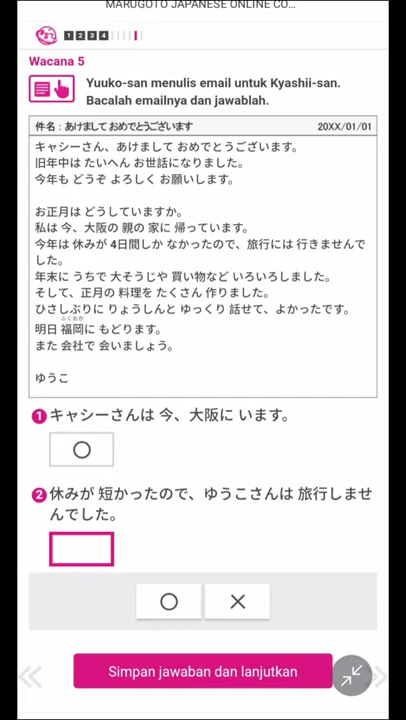 MARUGOTO JAPANESE ONLINE CO...
1 2 3 4
Wacana 5
Yuuko-san menulis email untuk Kyashii-san.
Bacalah emailnya dan jawablah.
件名：あけまして おめでとうございます 20XX/01/01
キャシーさん、あけまして おめでとうございます。
旧年中は たいへん お世話になりました。
今年も どうぞ よろしく お願いします。
お正月は どうしていますか。
私は 今、大阪の 親の 家に 帰っています。
今年は 休みが 4日間しか なかったので、旅行には 行きませんで
した。
年末に うちで 大そうじや 買い物など いろいろしました。
そして、正月の 料理を たくさん 作りました。
ひさしぶりに りょうしんと ゆっくり 話せて、よかったです。
ふくおか
明日 福岡に もどります。
また 会社で 会いましょう。
ゆうこ
1 キャシーさんは 今、大阪に います。
2 休みが 短かったので、ゆうこさんは 旅行しませ
んでした。
Simpan jawaban dan lanjutkan